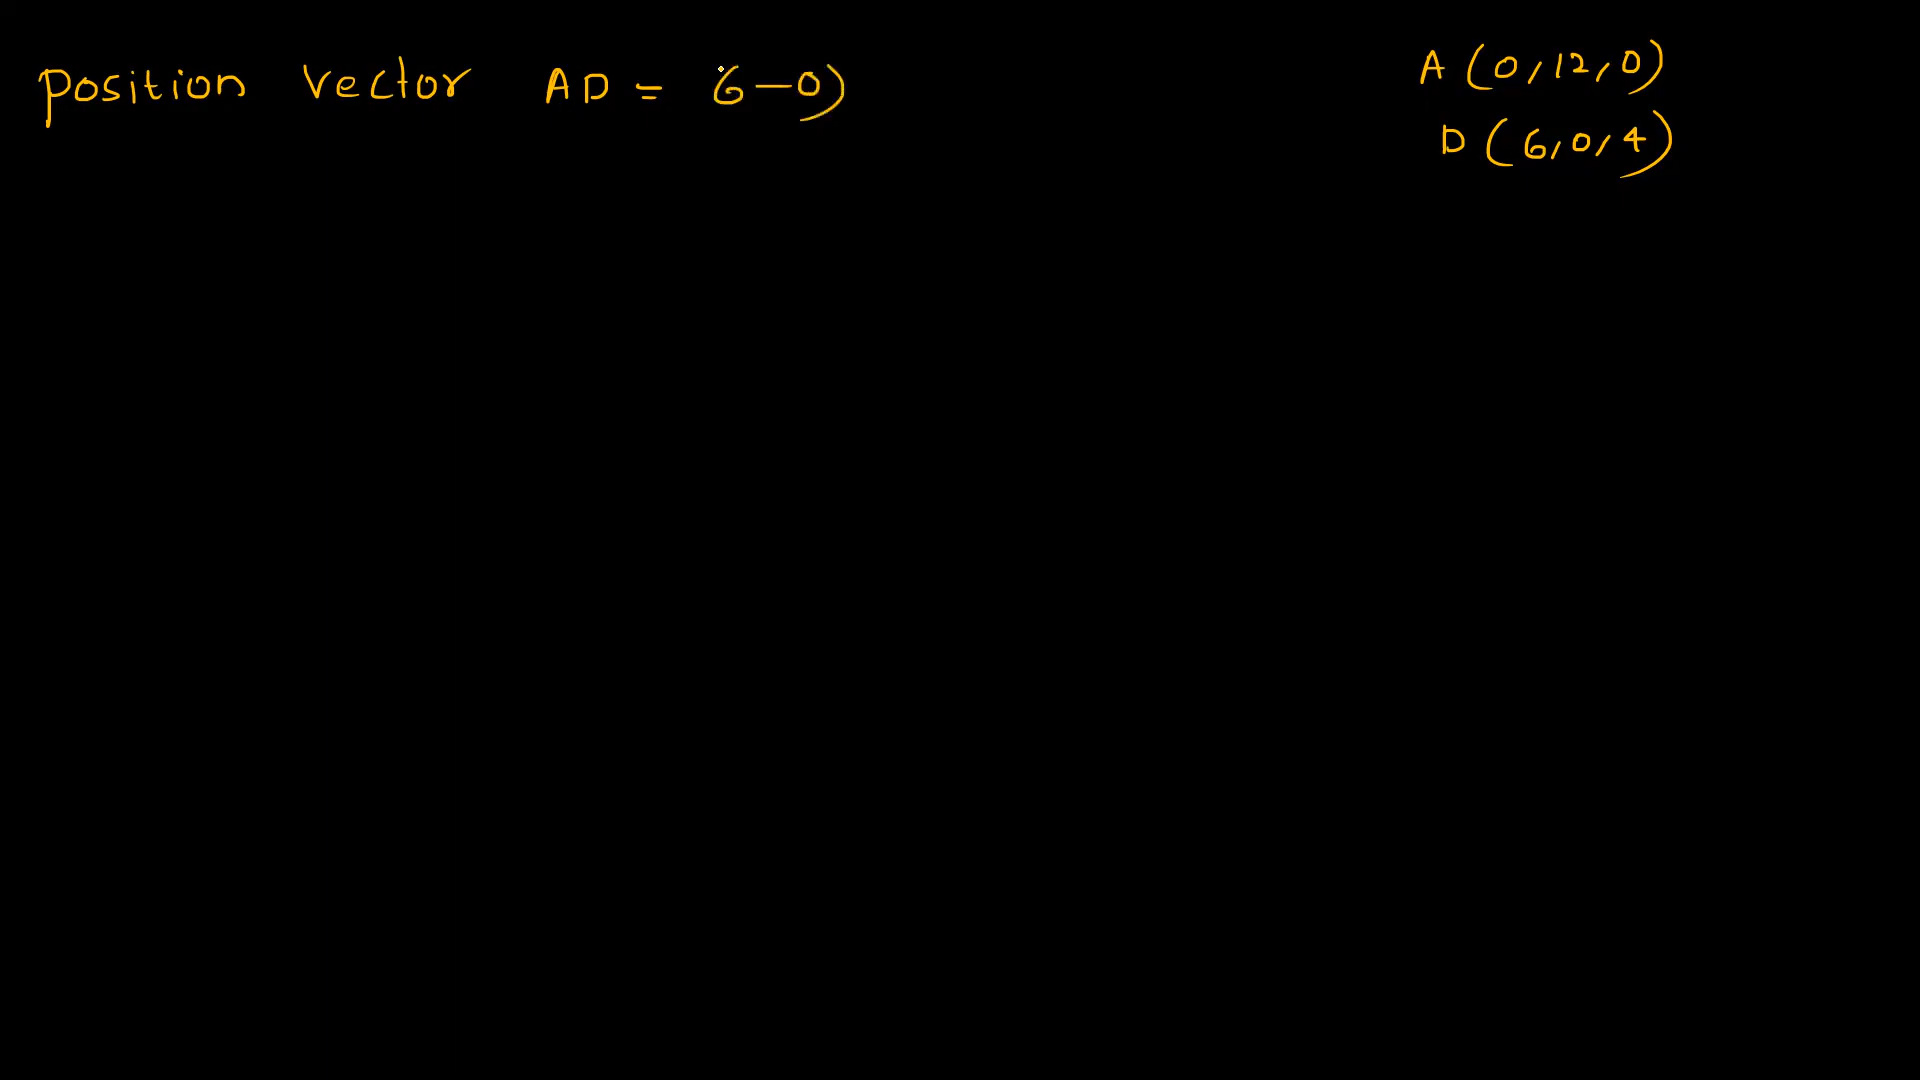 Position Vector AD = 6-0)
A (0,12,0)
D (6,0,4)